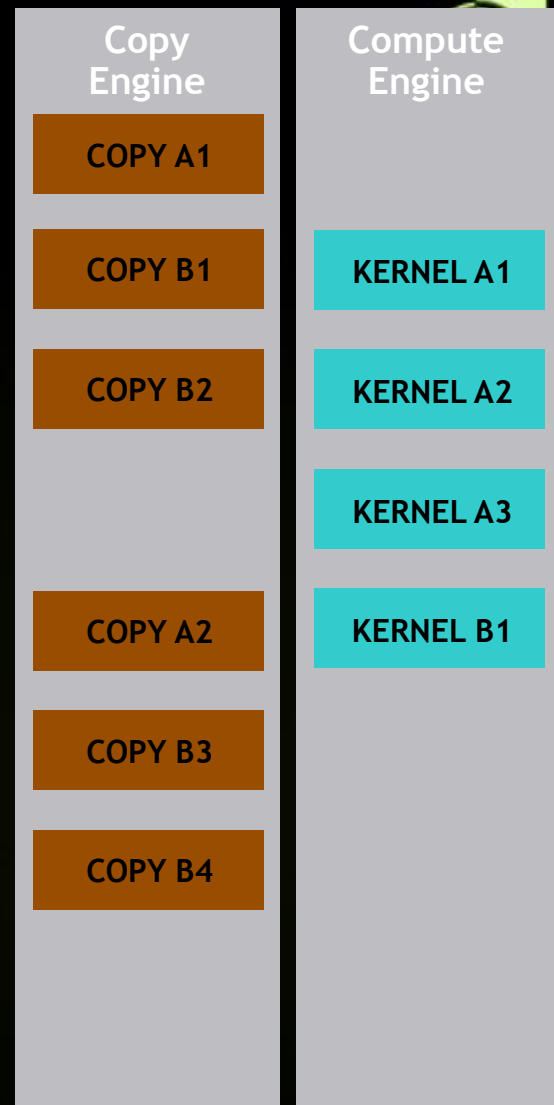 Copy
Engine
COPY A1
COPY B1
COPY B2
COPY A2
COPY B3
COPY B4
Compute
Engine
KERNEL A1
KERNEL A2
KERNEL A3
KERNEL B1